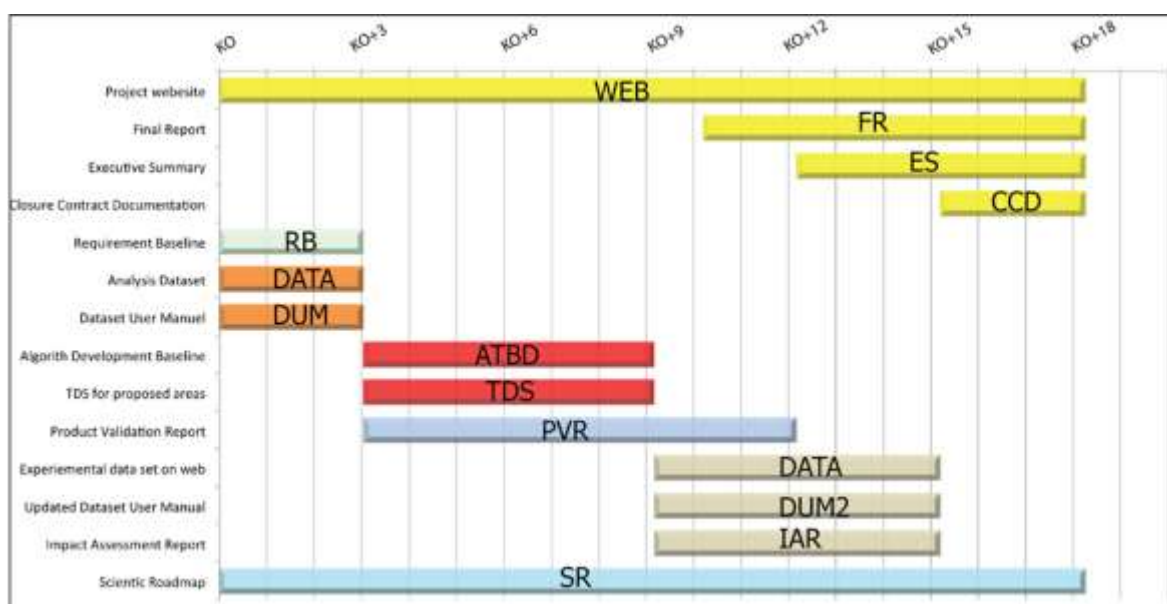 KO KO+3 KO+6 KO+9 KO+12 KO+15 KO+18
Project webesite WEB
Final Report FR
Executive Summary ES
Closure Contract Documentation CCD
Requirement Baseline RB
Analysis Dataset DATA
Dataset User Manuel DUM
Algorith Development Baseline ATBD
TDS for proposed areas TDS
Product Validation Report PVR
Experiemental data set on web DATA
Updated Dataset User Manual DUM2
Impact Assessment Report IAR
Scientic Roadmap SR